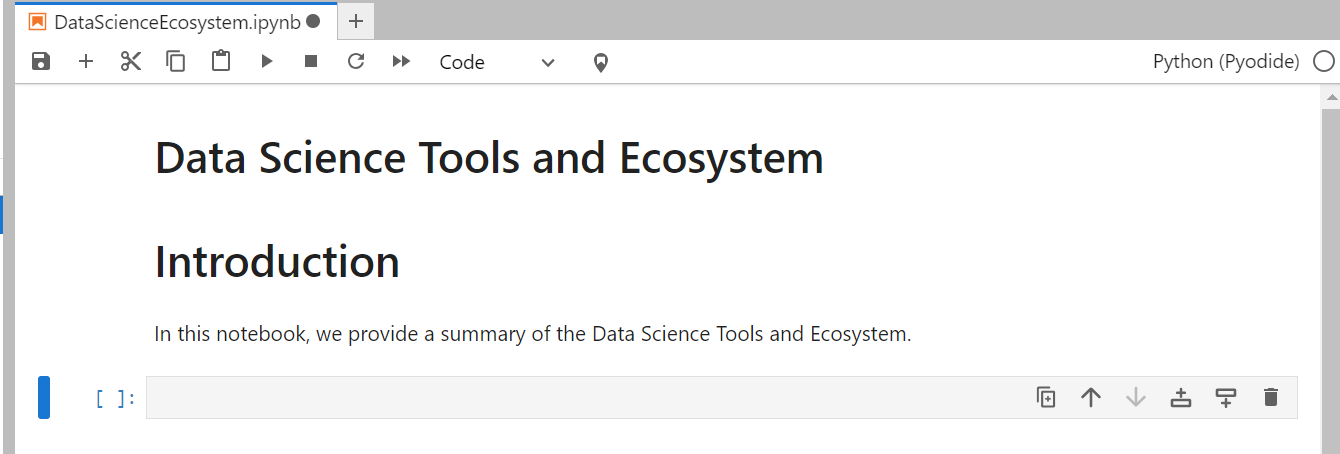 DataScienceEcosystem.ipynb
Code
Python (Pyodide)
Data Science Tools and Ecosystem
Introduction
In this notebook, we provide a summary of the Data Science Tools and Ecosystem.
[ ]: